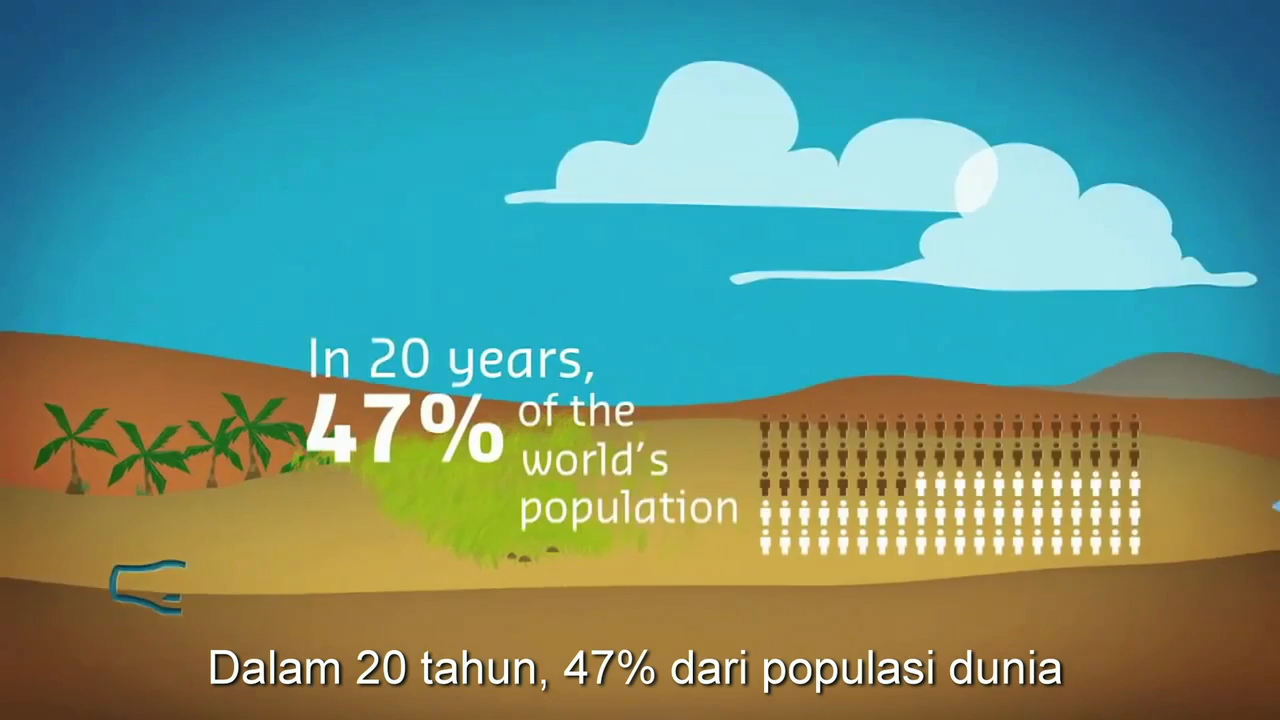 In 20 years,
47% of the
world's
population
Dalam 20 tahun, 47% dari populasi dunia